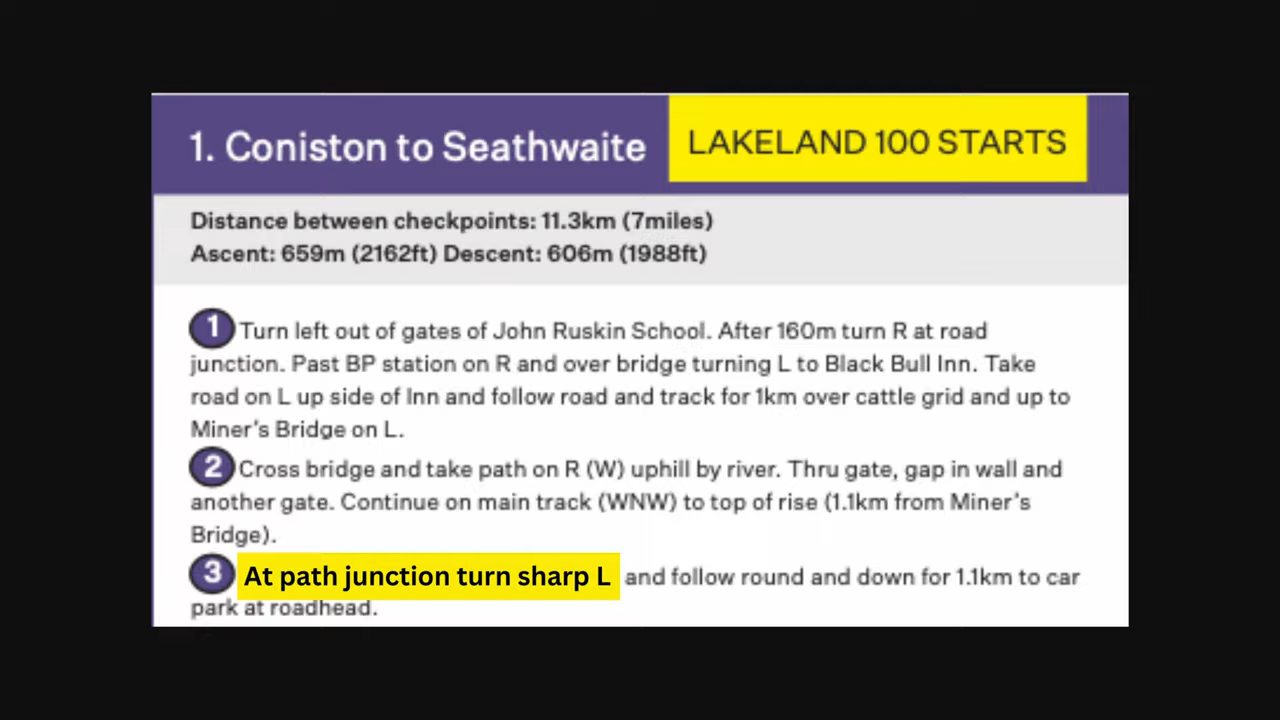 1. Coniston to Seathwaite LAKELAND 100 STARTS
Distance between checkpoints: 11.3km (7miles)
Ascent: 659m (2162ft) Descent: 606m (1988ft)
1 Turn left out of gates of John Ruskin School. After 160m turn R at road
junction. Past BP station on R and over bridge turning L to Black Bull Inn. Take
road on L up side of Inn and follow road and track for 1km over cattle grid and up to
Miner's Bridge on L.
2 Cross bridge and take path on R (W) uphill by river. Thru gate, gap in wall and
another gate. Continue on main track (WNW) to top of rise (1.1km from Miner's
Bridge).
3 At path junction turn sharp L and follow round and down for 1.1km to car
park at roadhead.